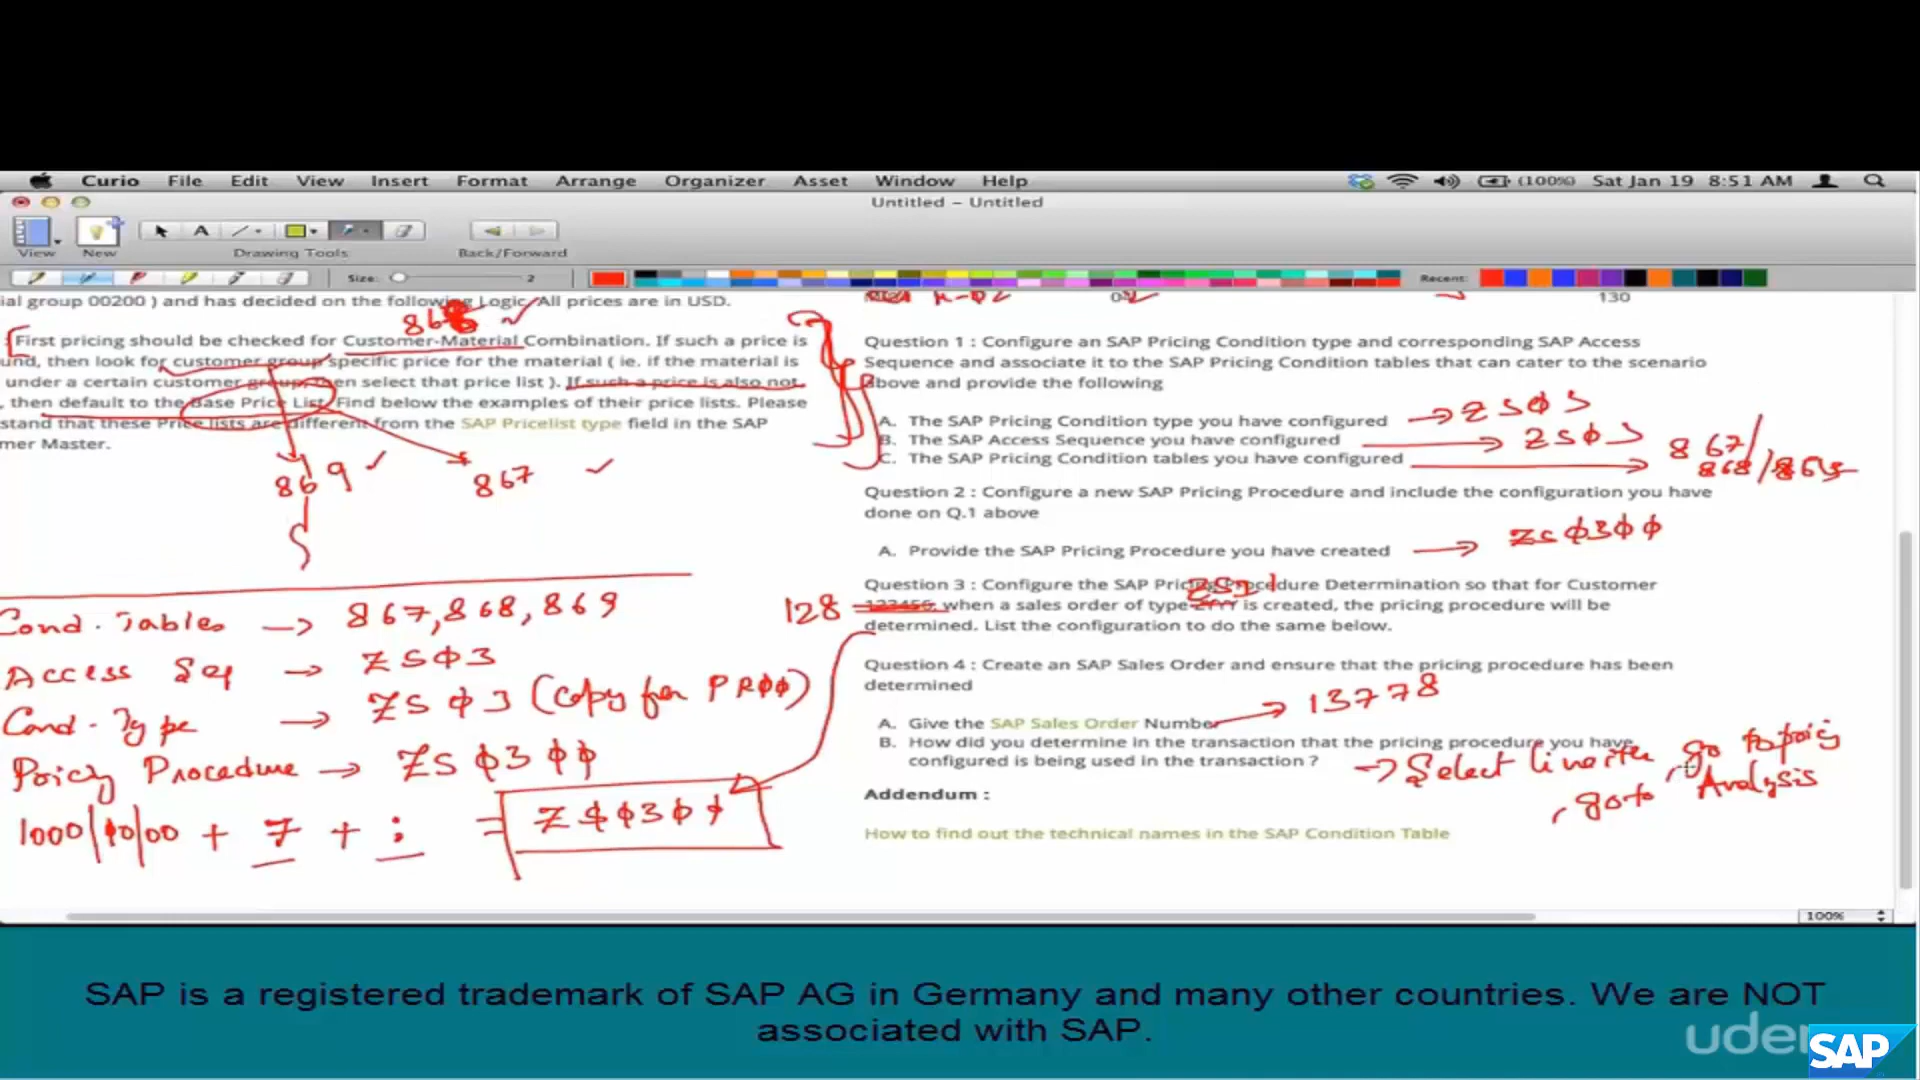 Curio File Edit View Insert Format Arrange Organizer Asset Window Help
(100%) Sat Jan 19 8:51 AM
Untitled – Untitled
View New Drawing Tools Back/Forward
Size: 2 Recent:
ial group 00200 ) and has decided on the following Logic. All prices are in USD.
868
First pricing should be checked for Customer-Material Combination. If such a price is
und, then look for customer group specific price for the material ( ie. if the material is
under a certain customer group, then select that price list ). If such a price is also not
, then default to the Base Price List. Find below the examples of their price lists. Please
stand that these Price lists are different from the SAP Pricelist type field in the SAP
mer Master.
869
867
Cond. Tables → 867, 868, 869
Access Seq → ZS03
Cond. Type → ZS03 (Copy for PR00)
Pricing Procedure → ZS0300
1000/10/00 + 7 + : = ZS0300
130
Question 1 : Configure an SAP Pricing Condition type and corresponding SAP Access
Sequence and associate it to the SAP Pricing Condition tables that can cater to the scenario
above and provide the following
A. The SAP Pricing Condition type you have configured → ZS03
B. The SAP Access Sequence you have configured → ZS03
C. The SAP Pricing Condition tables you have configured → 867/
868/869
Question 2 : Configure a new SAP Pricing Procedure and include the configuration you have
done on Q.1 above
A. Provide the SAP Pricing Procedure you have created → ZS0300
Question 3 : Configure the SAP Pricing Procedure Determination so that for Customer
128 123456, when a sales order of type is created, the pricing procedure will be
determined. List the configuration to do the same below.
Question 4 : Create an SAP Sales Order and ensure that the pricing procedure has been
determined
A. Give the SAP Sales Order Number → 13778
B. How did you determine in the transaction that the pricing procedure you have
configured is being used in the transaction ?
→ Select line item, go to pricing
, go to Analysis
Addendum :
How to find out the technical names in the SAP Condition Table
100%
SAP is a registered trademark of SAP AG in Germany and many other countries. We are NOT
associated with SAP.
SAP